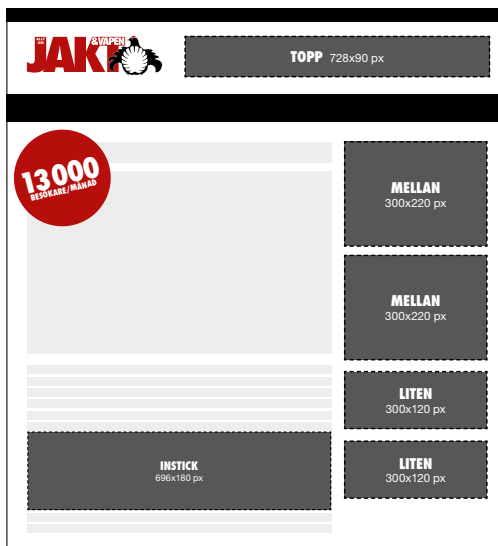 JAKT
&VAPEN
TOPP 728x90 px
13 000
BESÖKARE/MÅNAD
MELLAN
300x220 px
MELLAN
300x220 px
LITEN
300x120 px
INSTICK
696x180 px
LITEN
300x120 px